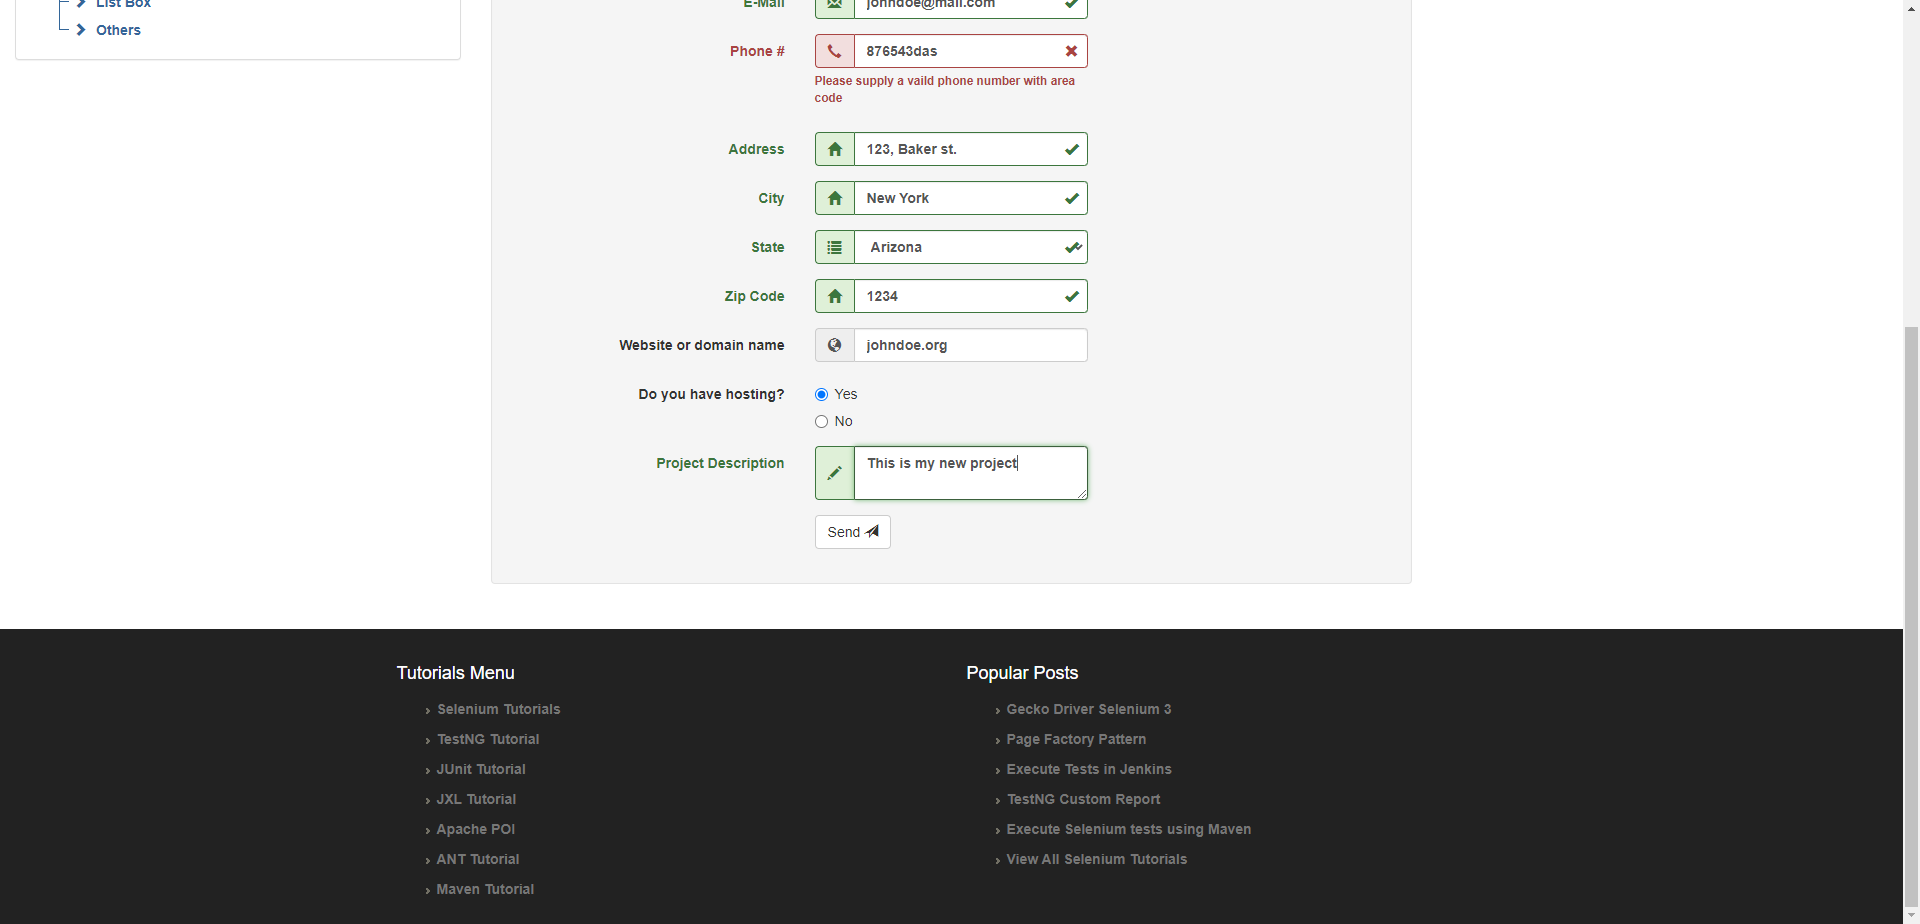 List Box
Others
E-Mail
johndoe@mail.com
Phone #
876543das
Please supply a vaild phone number with area
code
Address
123, Baker st.
City
New York
State
Arizona
Zip Code
1234
Website or domain name
johndoe.org
Do you have hosting?
Yes
No
Project Description
This is my new project
Send
Tutorials Menu
Selenium Tutorials
TestNG Tutorial
JUnit Tutorial
JXL Tutorial
Apache POI
ANT Tutorial
Maven Tutorial
Popular Posts
Gecko Driver Selenium 3
Page Factory Pattern
Execute Tests in Jenkins
TestNG Custom Report
Execute Selenium tests using Maven
View All Selenium Tutorials